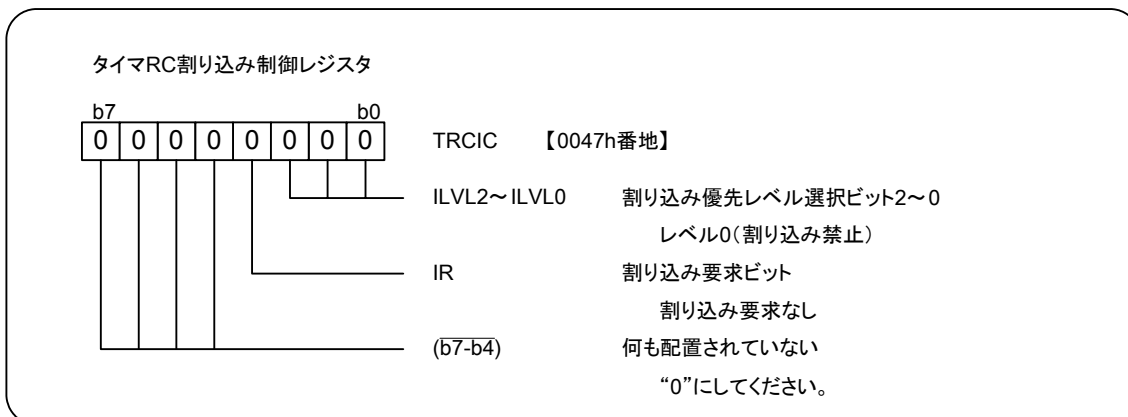 タイマRC割り込み制御レジスタ
b7 b0
0 0 0 0 0 0 0 0 TRCIC 【0047h番地】
ILVL2～ILVL0 割り込み優先レベル選択ビット2～0
レベル0（割り込み禁止）
IR 割り込み要求ビット
割り込み要求なし
(b7-b4) 何も配置されていない
“0”にしてください。